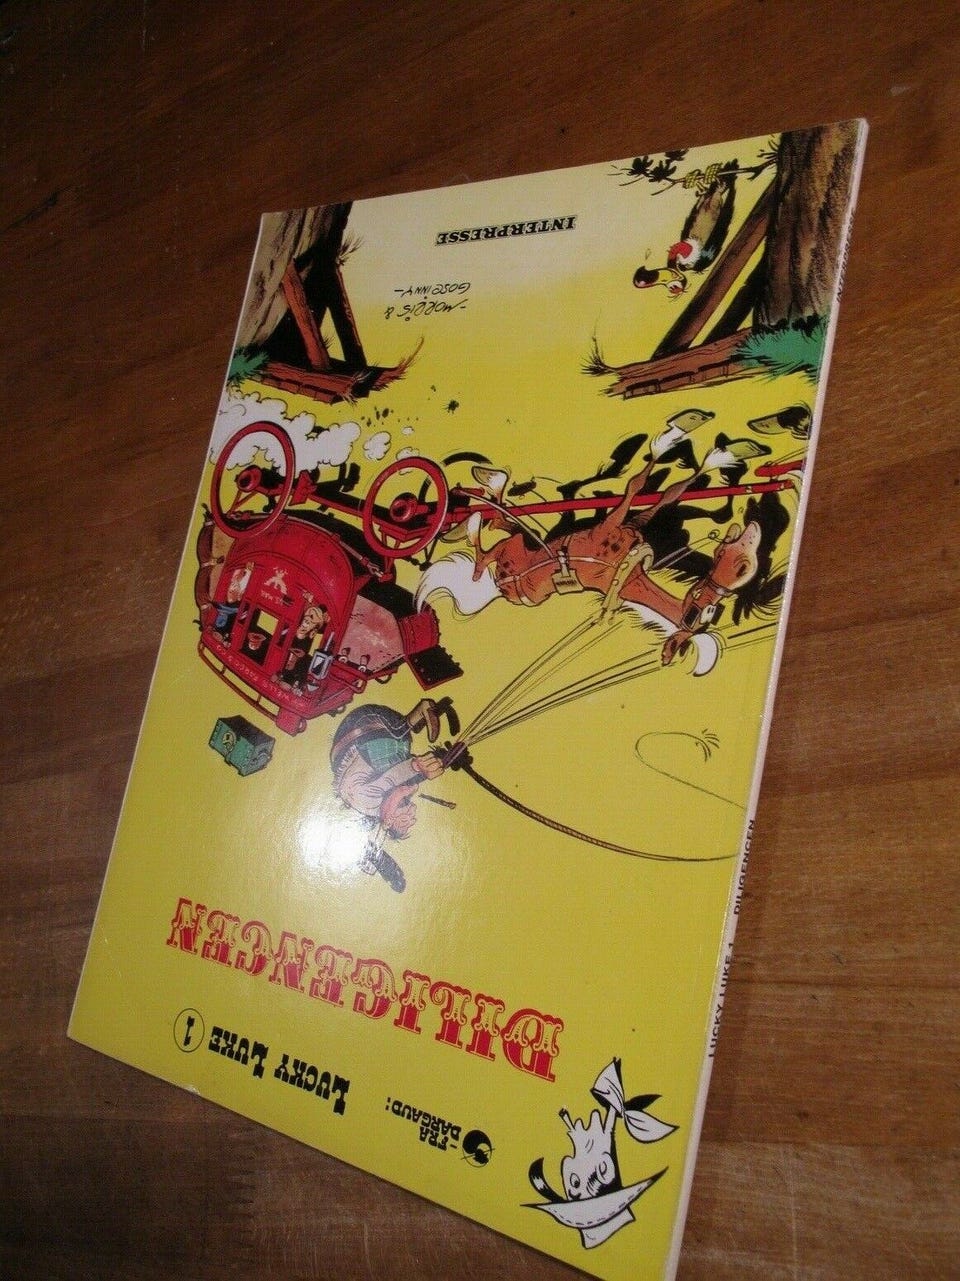 -FRA
DARGAUD:
LUCKY LUKE 1
DILIGENCEN
-MORRIS &
GOSCINNY-
INTERPRESSE
LUCKY LUKE 1 DILIGENCEN